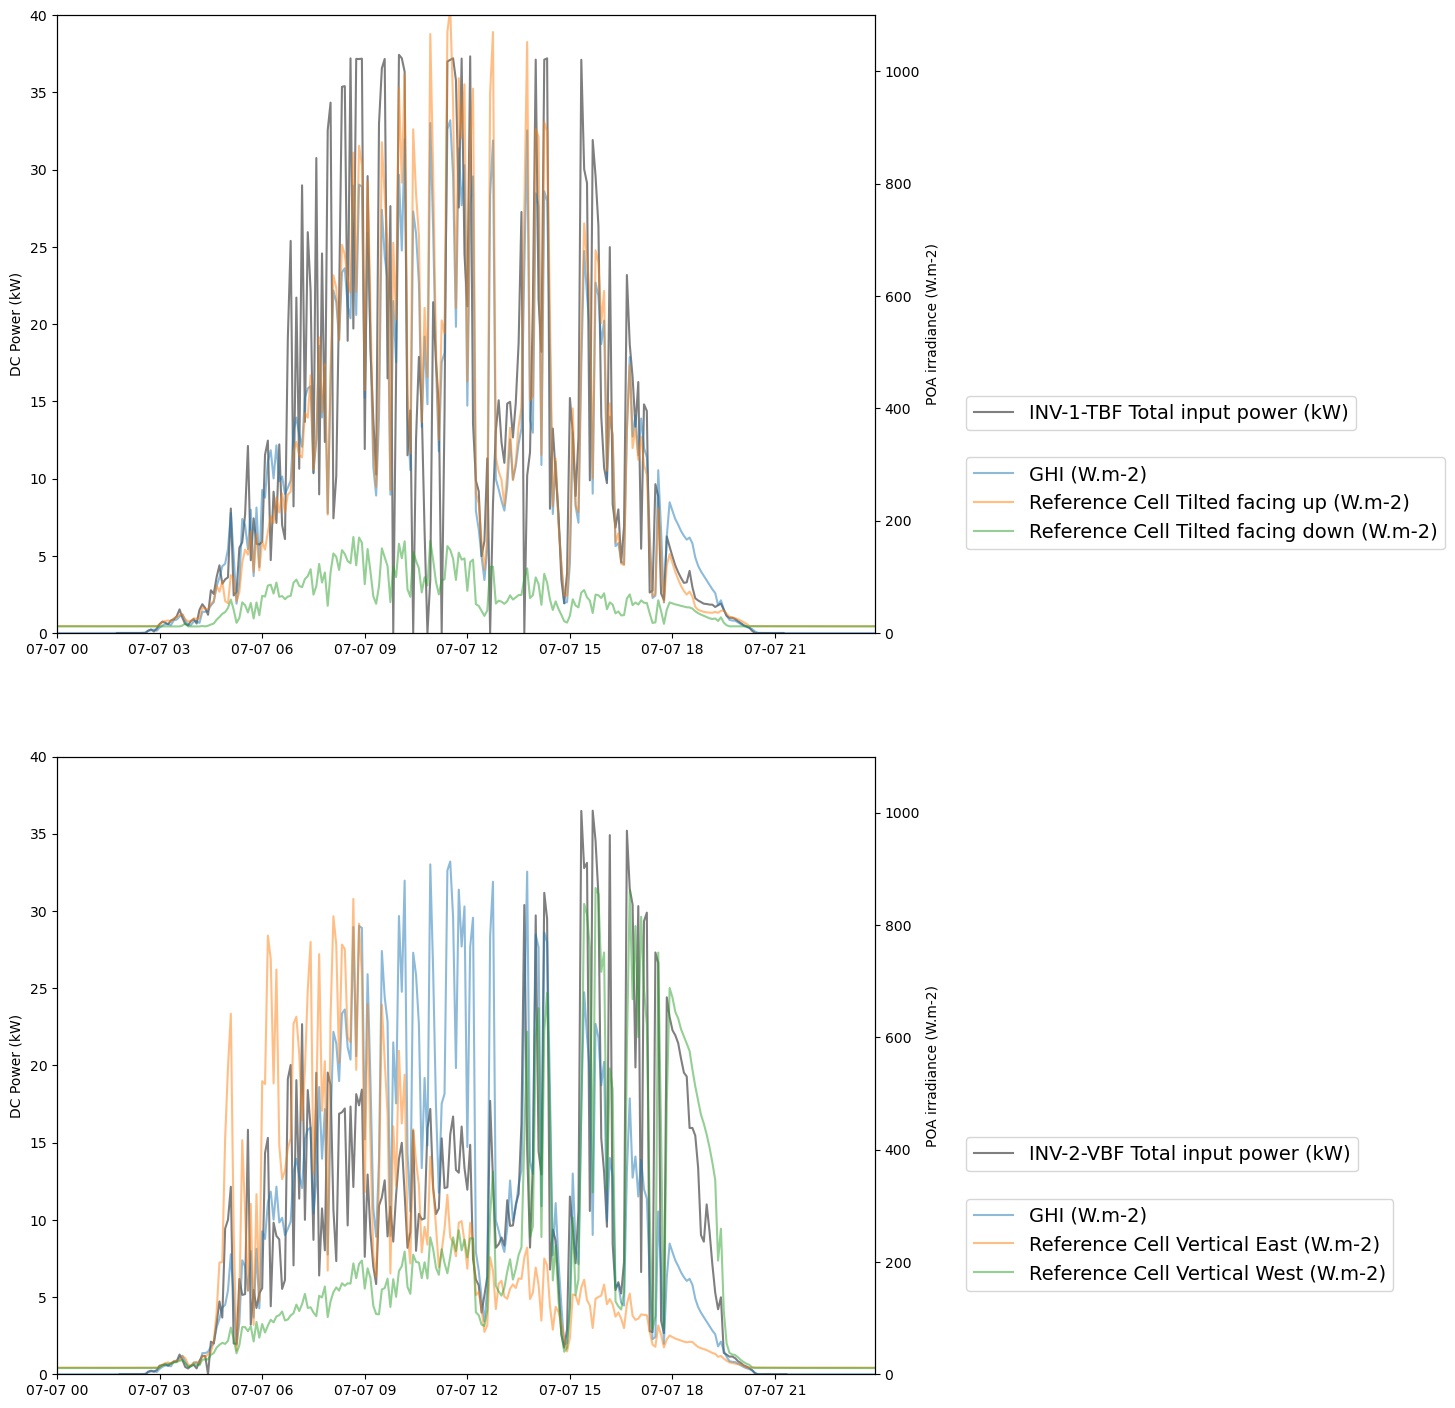 40
35
30
25
20
15
10
5
0
DC Power (kW)
1000
800
600
400
200
0
POA irradiance (W.m-2)
07-07 00 07-07 03 07-07 06 07-07 09 07-07 12 07-07 15 07-07 18 07-07 21
INV-1-TBF Total input power (kW)
GHI (W.m-2)
Reference Cell Tilted facing up (W.m-2)
Reference Cell Tilted facing down (W.m-2)
40
35
30
25
20
15
10
5
0
DC Power (kW)
1000
800
600
400
200
0
POA irradiance (W.m-2)
07-07 00 07-07 03 07-07 06 07-07 09 07-07 12 07-07 15 07-07 18 07-07 21
INV-2-VBF Total input power (kW)
GHI (W.m-2)
Reference Cell Vertical East (W.m-2)
Reference Cell Vertical West (W.m-2)